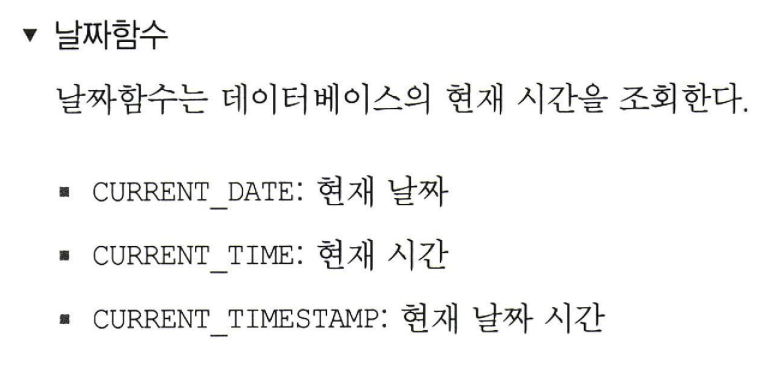 ▼ 날짜함수
날짜함수는 데이터베이스의 현재 시간을 조회한다.
▪ CURRENT_DATE: 현재 날짜
▪ CURRENT_TIME: 현재 시간
▪ CURRENT_TIMESTAMP: 현재 날짜 시간